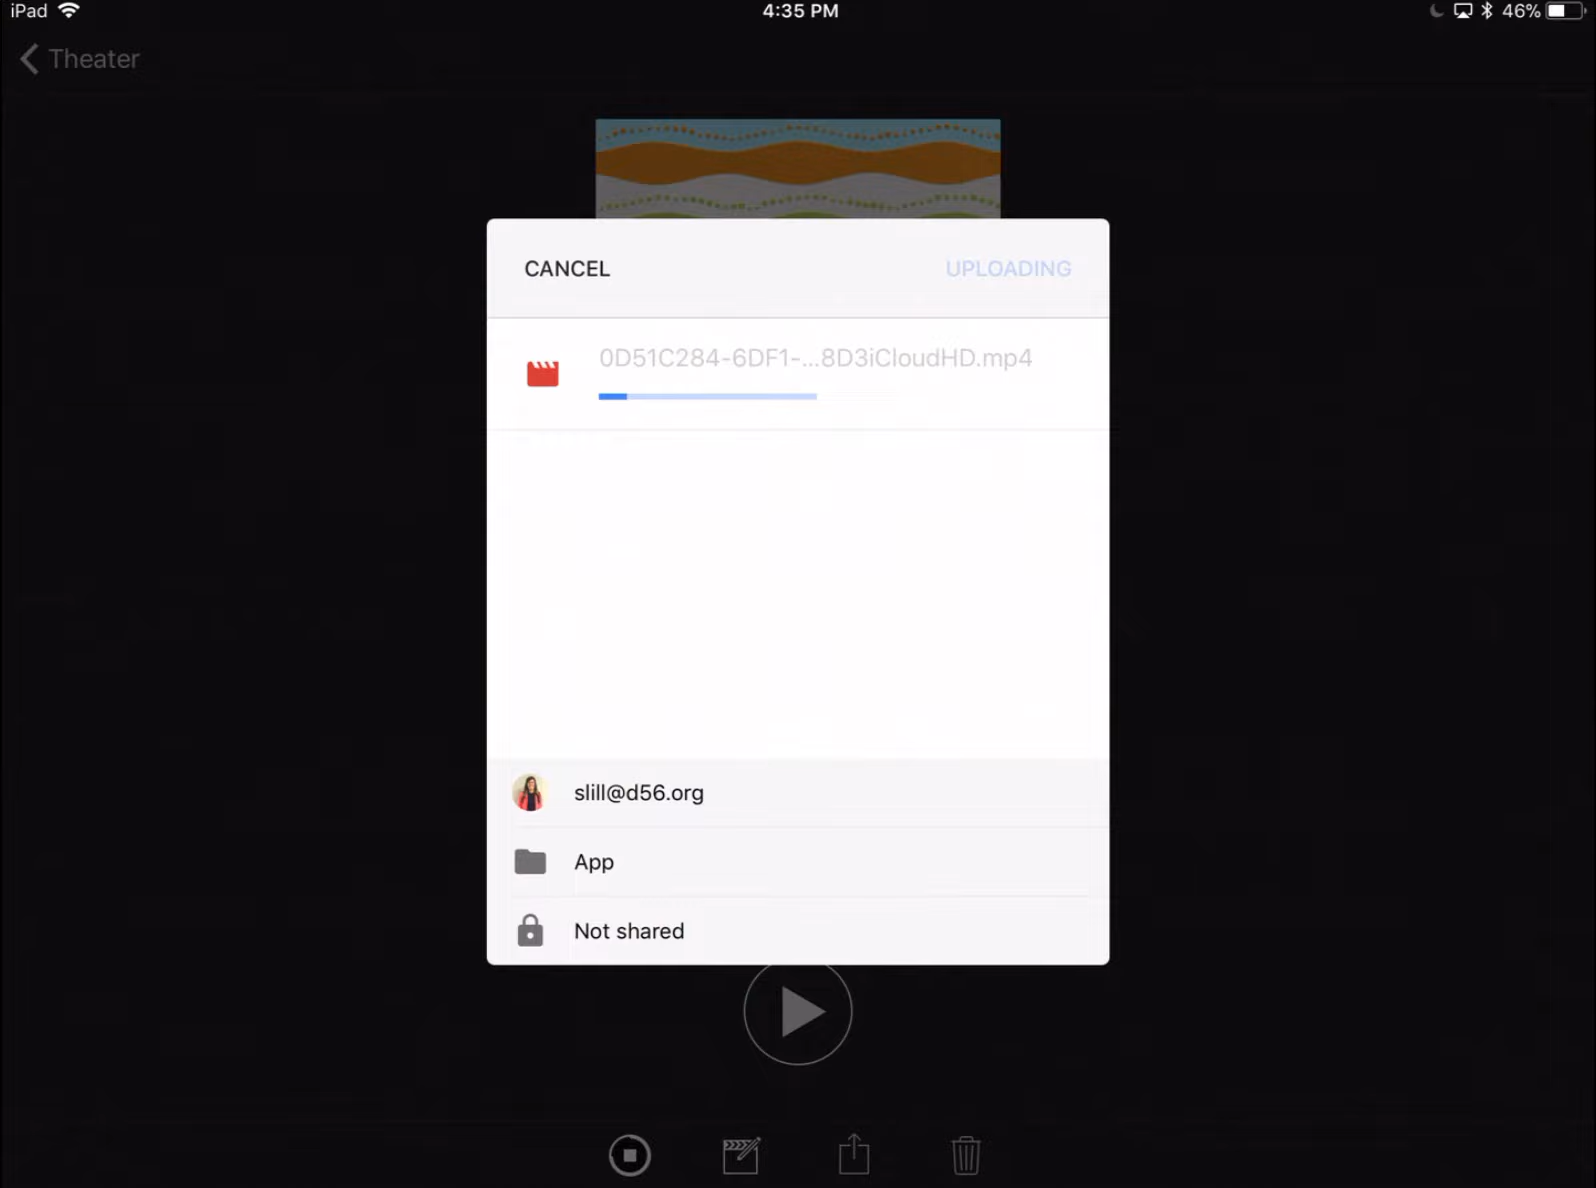 iPad
4:35 PM
46%
Theater
CANCEL
UPLOADING
0D51C284-6DF1-...8D3iCloudHD.mp4
slill@d56.org
App
Not shared